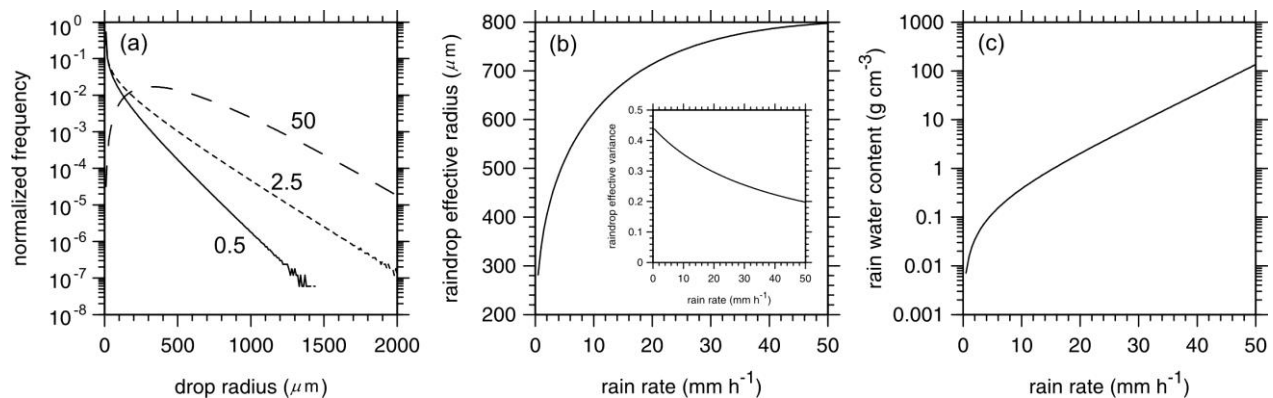 (a)
normalized frequency
10^0
10^-1
10^-2
10^-3
10^-4
10^-5
10^-6
10^-7
10^-8
50
2.5
0.5
0 500 1000 1500 2000
drop radius (μm)
(b)
raindrop effective radius (μm)
800
700
600
500
400
300
200
0 10 20 30 40 50
rain rate (mm h^-1)
raindrop effective variance
0.5
0.4
0.3
0.2
0.1
0
0 10 20 30 40 50
rain rate (mm h^-1)
(c)
rain water content (g cm^-3)
1000
100
10
1
0.1
0.01
0.001
0 10 20 30 40 50
rain rate (mm h^-1)